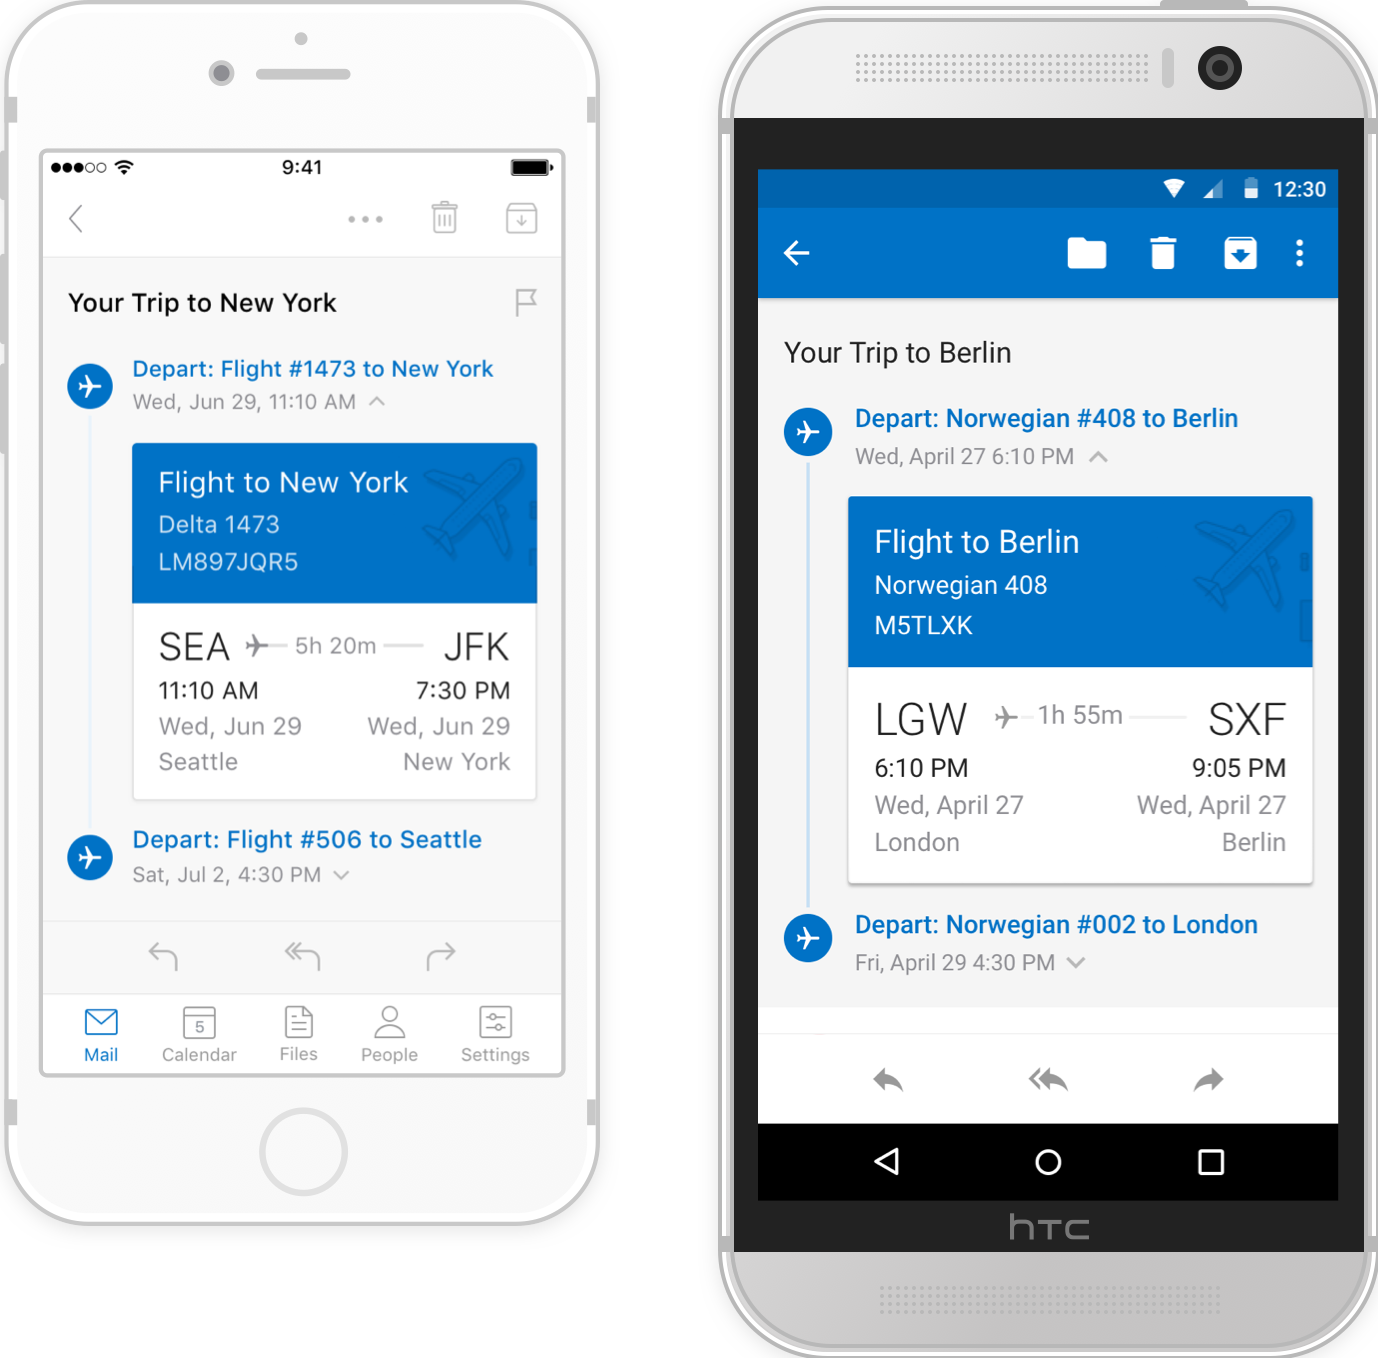 9:41
Your Trip to New York
Depart: Flight #1473 to New York
Wed, Jun 29, 11:10 AM
Flight to New York
Delta 1473
LM897JQR5
SEA 5h 20m JFK
11:10 AM 7:30 PM
Wed, Jun 29 Wed, Jun 29
Seattle New York
Depart: Flight #506 to Seattle
Sat, Jul 2, 4:30 PM
5
Mail Calendar Files People Settings
12:30
Your Trip to Berlin
Depart: Norwegian #408 to Berlin
Wed, April 27 6:10 PM
Flight to Berlin
Norwegian 408
M5TLXK
LGW 1h 55m SXF
6:10 PM 9:05 PM
Wed, April 27 Wed, April 27
London Berlin
Depart: Norwegian #002 to London
Fri, April 29 4:30 PM
hTC